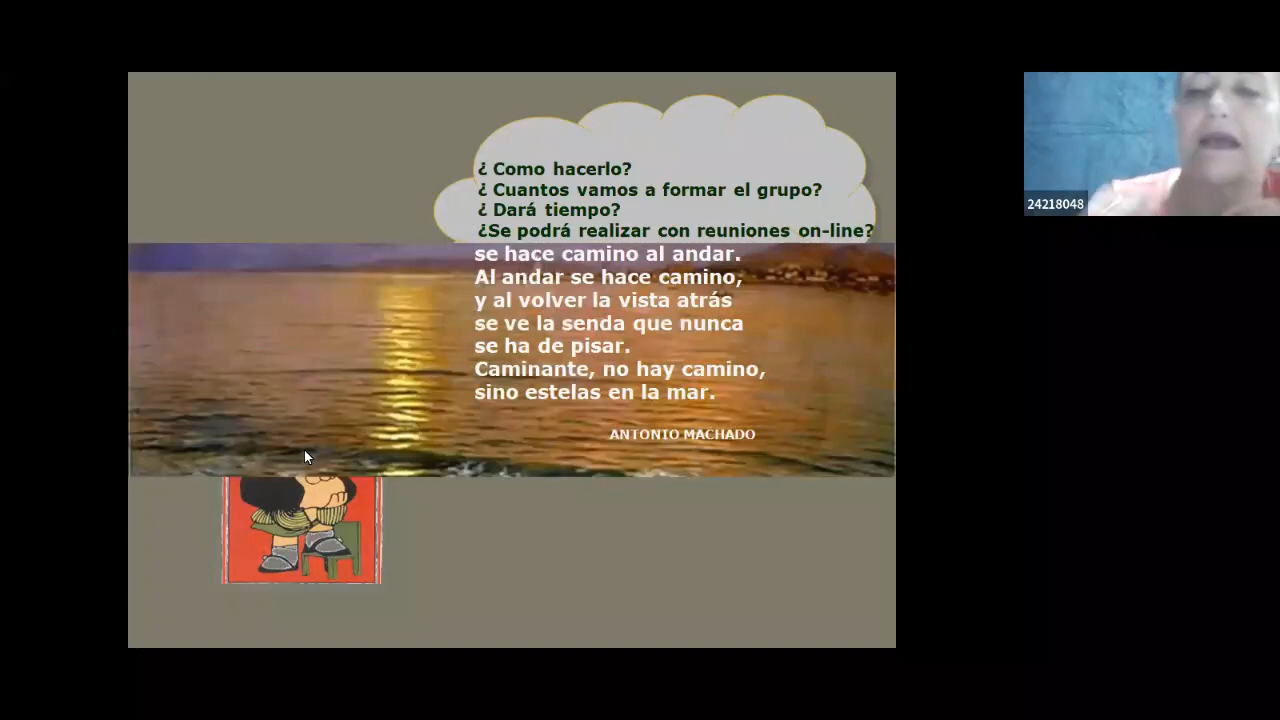 ¿ Como hacerlo?
¿ Cuantos vamos a formar el grupo?
¿ Dará tiempo?
¿Se podrá realizar con reuniones on-line?
se hace camino al andar.
Al andar se hace camino,
y al volver la vista atrás
se ve la senda que nunca
se ha de pisar.
Caminante, no hay camino,
sino estelas en la mar.
ANTONIO MACHADO
24218048